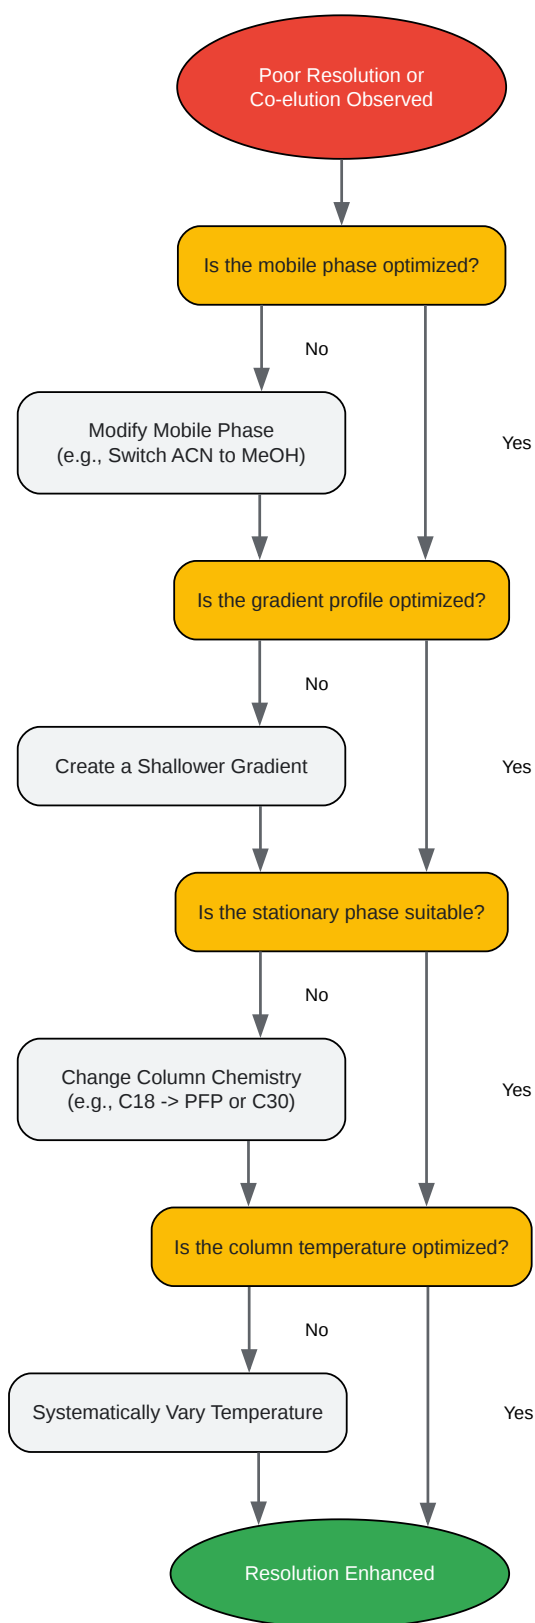 Poor Resolution or
Co-elution Observed
Is the mobile phase optimized?
No
Modify Mobile Phase
(e.g., Switch ACN to MeOH)
Yes
Is the gradient profile optimized?
No
Create a Shallower Gradient
Yes
Is the stationary phase suitable?
No
Change Column Chemistry
(e.g., C18 -> PFP or C30)
Yes
Is the column temperature optimized?
No
Systematically Vary Temperature
Yes
Resolution Enhanced